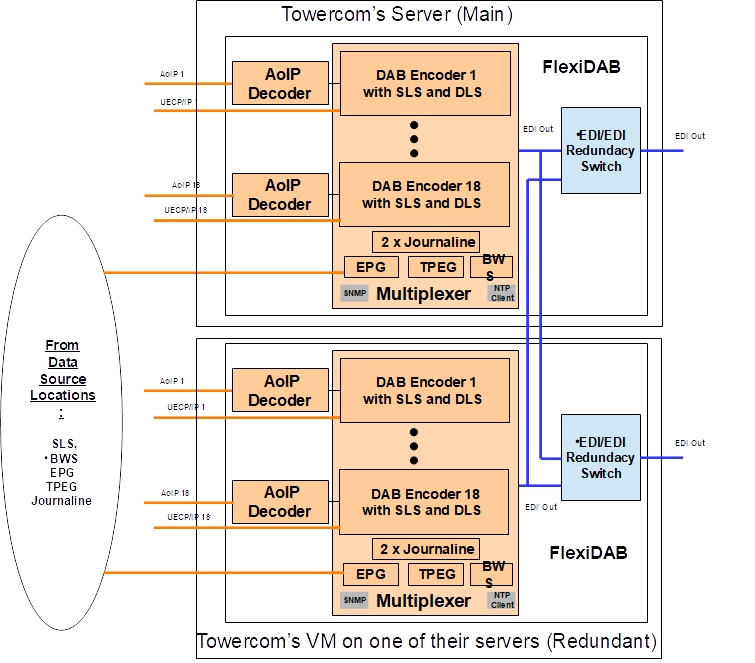 Towercom's Server (Main)
FlexiDAB
AoIP 1
AoIP
Decoder
UECP/IP
DAB Encoder 1
with SLS and DLS
EDI Out
•EDI/EDI
Redundacy
Switch
EDI Out
AoIP 18
AoIP
Decoder
UECP/IP 18
DAB Encoder 18
with SLS and DLS
2 x Journaline
EPG
TPEG
BW
S
SNMP
Multiplexer
NTP
Client
From
Data
Source
Locations
:
SLS,
•BWS
EPG
TPEG
Journaline
AoIP 1
AoIP
Decoder
UECP/IP 1
DAB Encoder 1
with SLS and DLS
•EDI/EDI
Redundacy
Switch
EDI Out
AoIP 18
AoIP
Decoder
UECP/IP 18
DAB Encoder 18
with SLS and DLS
EDI' Out
FlexiDAB
2 x Journaline
EPG
TPEG
BW
S
SNMP
Multiplexer
NTP
Client
Towercom's VM on one of their servers (Redundant)